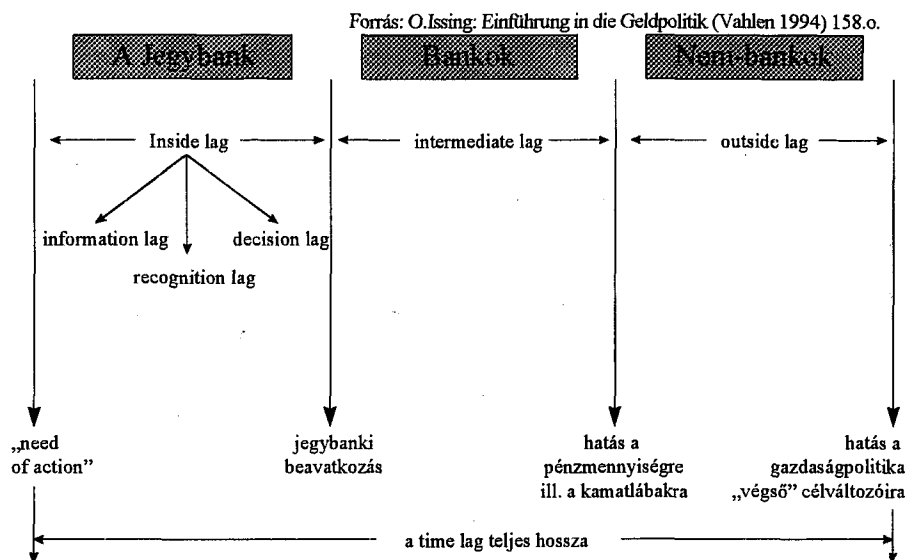 Forrás: O.Issing: Einführung in die Geldpolitik (Vahlen 1994) 158.o.
A Jegybank
Bankok
Nem-bankok
Inside lag
intermediate lag
outside lag
information lag
decision lag
recognition lag
„need
of action”
jegybanki
beavatkozás
hatás a
pénzmennyiségre
ill. a kamatlábakra
hatás a
gazdaságpolitika
„végső” célváltozóira
a time lag teljes hossza